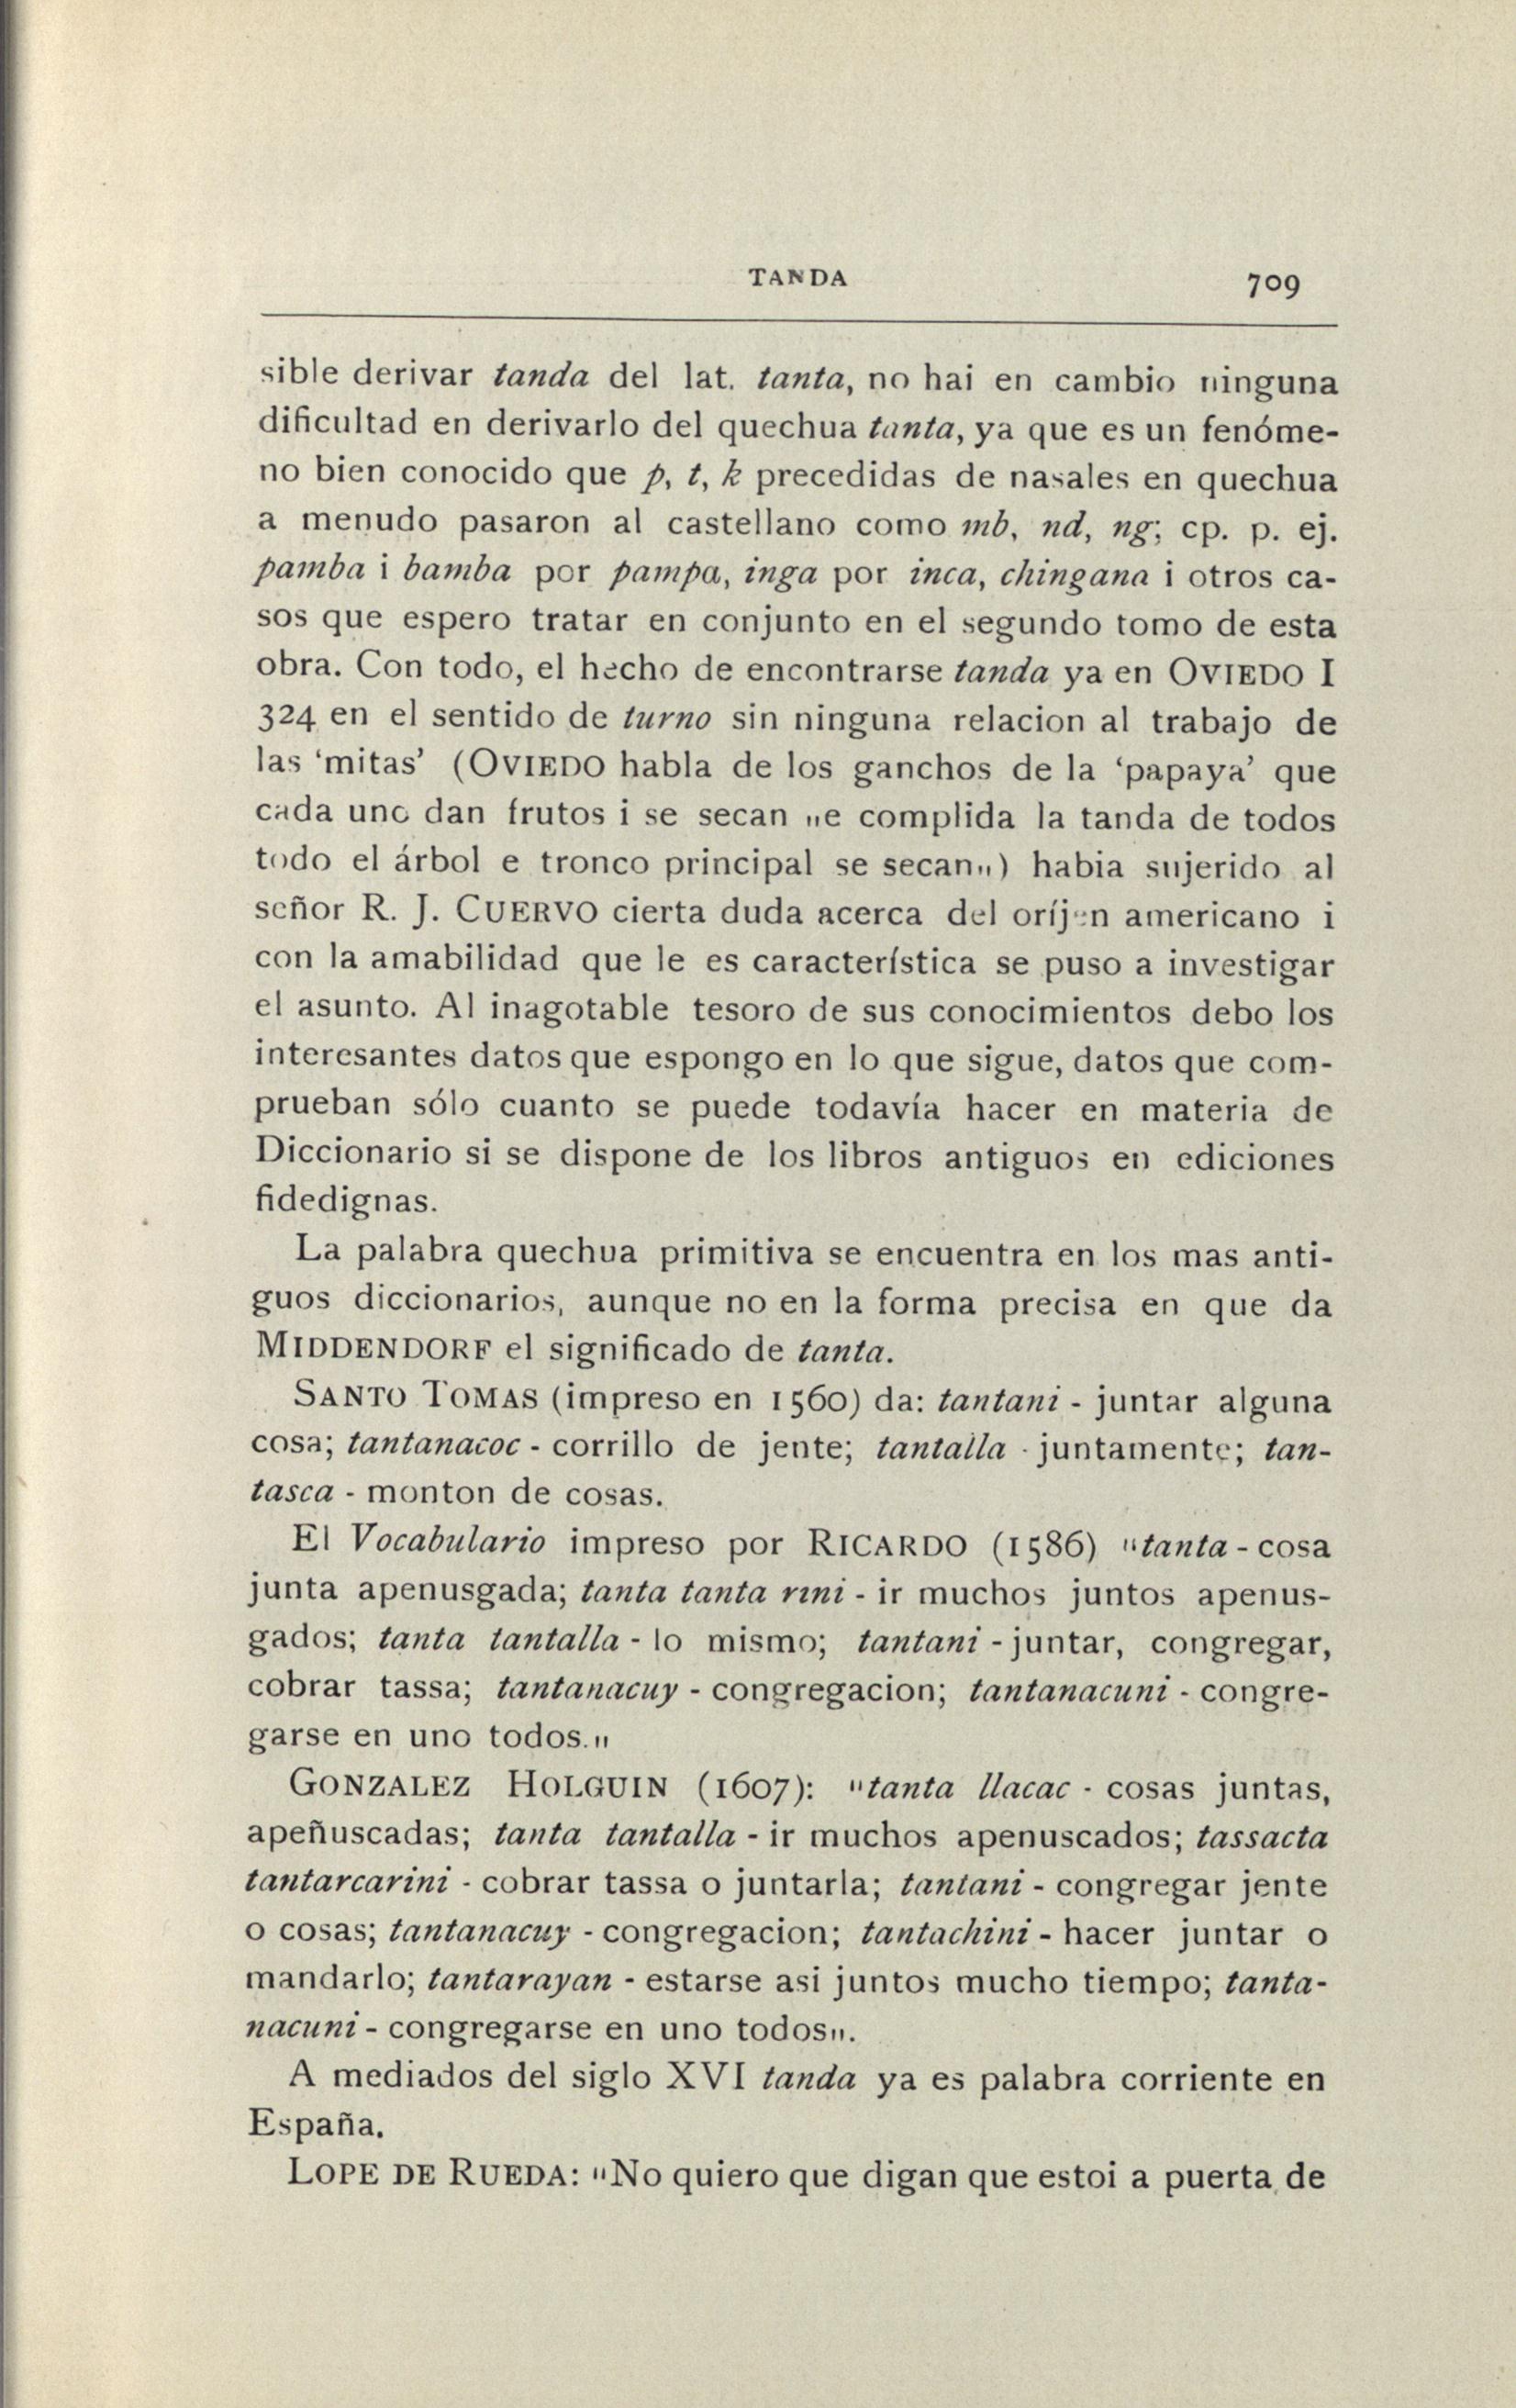 TANDA
709
sible derivar tanda del lat. tanta, no hai en cambio ninguna
dificultad en derivarlo del quechua tanta, ya que es un fenóme-
no bien conocido que p, t, k precedidas de nasales en quechua
a menudo pasaron al castellano como mb, nd, ng; cp. p. ej.
pamba i bamba por pampa, inga por inca, chingana i otros ca-
sos que espero tratar en conjunto en el segundo tomo de esta
obra. Con todo, el hecho de encontrarse tanda ya en OVIEDO I
324 en el sentido de turno sin ninguna relacion al trabajo de
las ‘mitas’ (OVIEDO habla de los ganchos de la ‘papaya’ que
cada uno dan frutos i se secan "e complida la tanda de todos
todo el árbol e tronco principal se secan") habia sujerido al
señor R. J. CUERVO cierta duda acerca del oríjen americano i
con la amabilidad que le es característica se puso a investigar
el asunto. Al inagotable tesoro de sus conocimientos debo los
interesantes datos que espongo en lo que sigue, datos que com-
prueban sólo cuanto se puede todavía hacer en materia de
Diccionario si se dispone de los libros antiguos en ediciones
fidedignas.
La palabra quechua primitiva se encuentra en los mas anti-
guos diccionarios, aunque no en la forma precisa en que da
MIDDENDORF el significado de tanta.
SANTO TOMAS (impreso en 1560) da: tantani - juntar alguna
cosa; tantanacoc - corrillo de jente; tantalla - juntamente; tan-
tasca - monton de cosas.
El Vocabulario impreso por RICARDO (1586) "tanta - cosa
junta apenusgada; tanta tanta rini - ir muchos juntos apenus-
gados; tanta tantalla - lo mismo; tantani - juntar, congregar,
cobrar tassa; tantanacuy - congregacion; tantanacuni - congre-
garse en uno todos."
GONZALEZ HOLGUIN (1607): "tanta llacac - cosas juntas,
apeñuscadas; tanta tantalla - ir muchos apenuscados; tassacta
tantarcarini - cobrar tassa o juntarla; tantani - congregar jente
o cosas; tantanacuy - congregacion; tantachini - hacer juntar o
mandarlo; tantarayan - estarse asi juntos mucho tiempo; tanta-
nacuni - congregarse en uno todos".
A mediados del siglo XVI tanda ya es palabra corriente en
España.
LOPE DE RUEDA: "No quiero que digan que estoi a puerta de